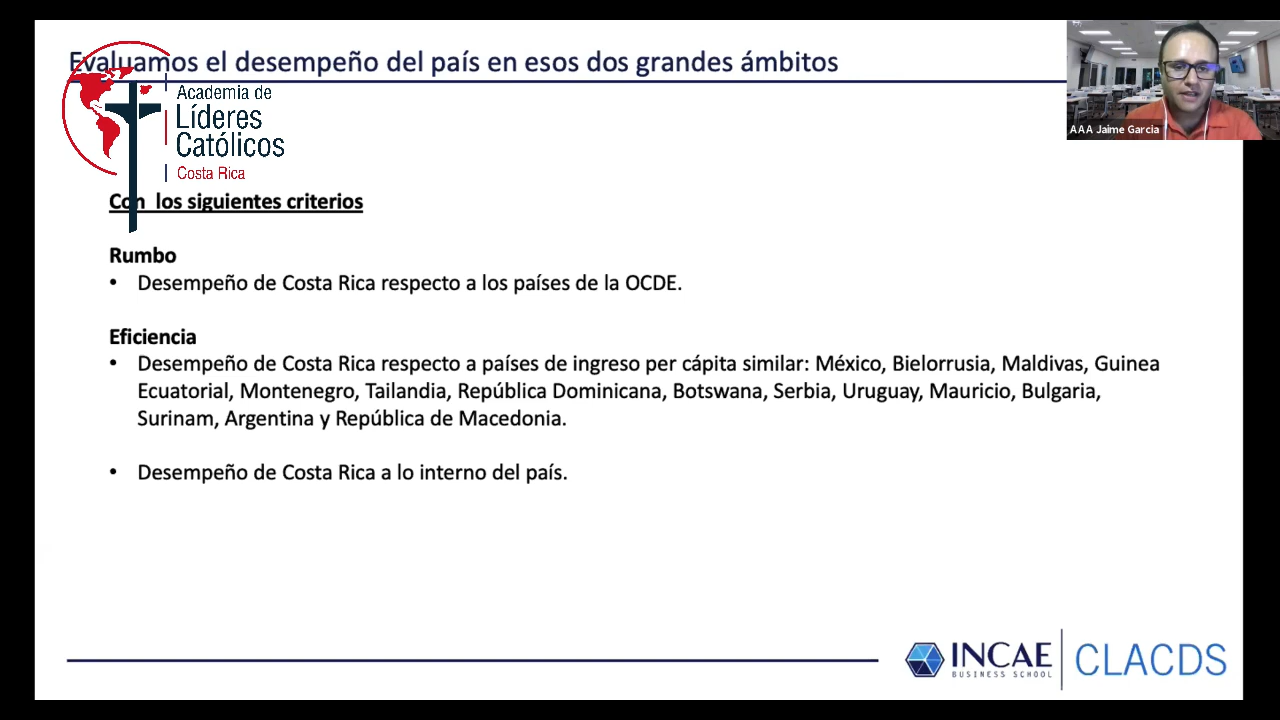 Evaluamos el desempeño del país en esos dos grandes ámbitos
Academia de
Líderes
Católicos
Costa Rica
AAA Jaime Garcia
Con  los siguientes criterios
Rumbo
• Desempeño de Costa Rica respecto a los países de la OCDE.
Eficiencia
• Desempeño de Costa Rica respecto a países de ingreso per cápita similar: México, Bielorrusia, Maldivas, Guinea
Ecuatorial, Montenegro, Tailandia, República Dominicana, Botswana, Serbia, Uruguay, Mauricio, Bulgaria,
Surinam, Argentina y República de Macedonia.
• Desempeño de Costa Rica a lo interno del país.
INCAE
BUSINESS SCHOOL
CLACDS